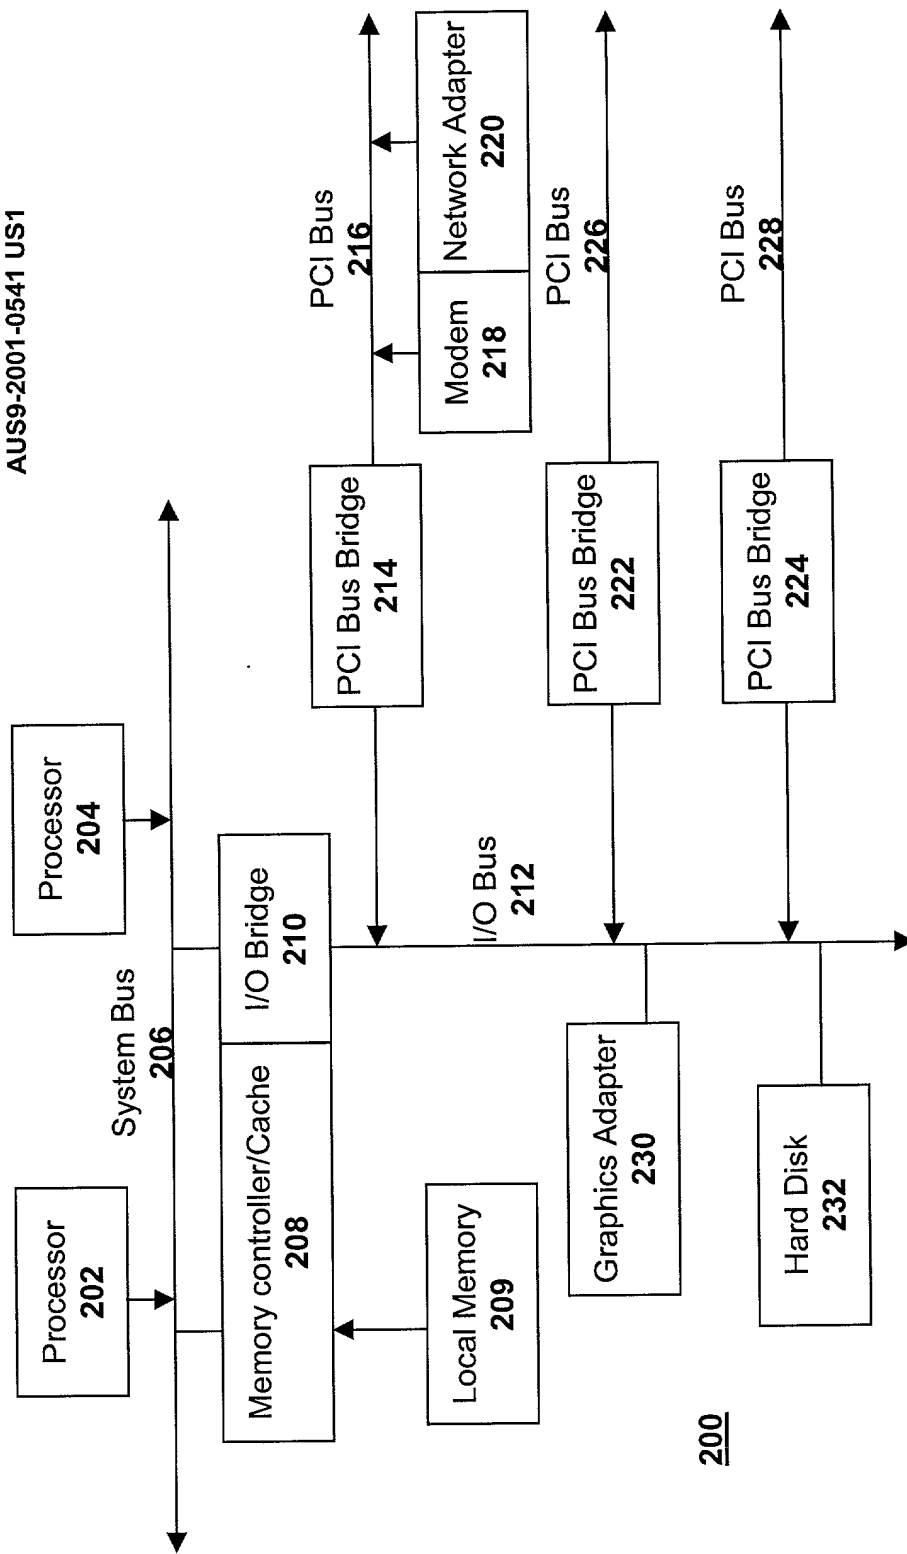 AUS9-2001-0541 US1
Processor
202
Processor
204
System Bus
206
Memory controller/Cache
208
I/O Bridge
210
Local Memory
209
PCI Bus Bridge
214
PCI Bus
216
Modem
218
Network Adapter
220
I/O Bus
212
Graphics Adapter
230
PCI Bus Bridge
222
PCI Bus
226
Hard Disk
232
PCI Bus Bridge
224
PCI Bus
228
200